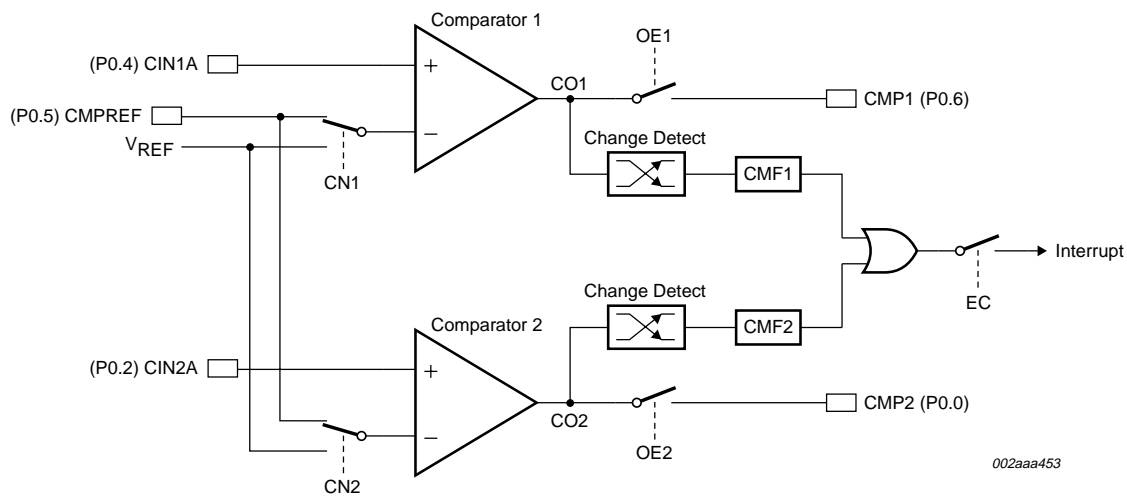 Comparator 1
OE1
(P0.4) CIN1A
+
CO1
CMP1 (P0.6)
(P0.5) CMPREF
−
Change Detect
VREF
CN1
CMF1
Interrupt
EC
Change Detect
Comparator 2
CMF2
(P0.2) CIN2A
+
CO2
CMP2 (P0.0)
−
OE2
CN2
002aaa453